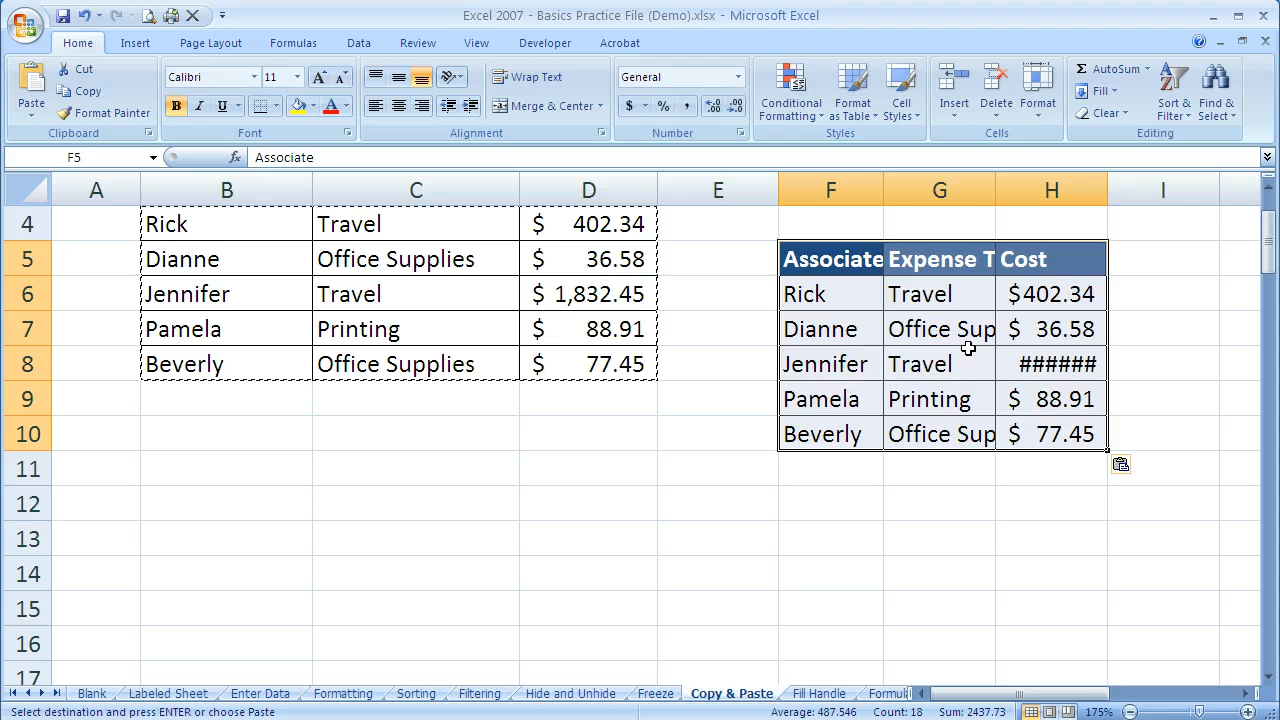 Excel 2007 - Basics Practice File (Demo).xlsx - Microsoft Excel
Home Insert Page Layout Formulas Data Review View Developer Acrobat
Paste
Cut
Copy
Format Painter
Clipboard
Calibri 11
B I U
Font
Wrap Text
Merge & Center
Alignment
General
$ % ,
Number
Conditional Formatting
Format as Table
Cell Styles
Styles
Insert
Delete
Format
Cells
AutoSum
Fill
Clear
Sort & Filter
Find & Select
Editing
F5 fx Associate
A B C D E F G H I
4 Rick Travel $ 402.34
5 Dianne Office Supplies $ 36.58 Associate Expense T Cost
6 Jennifer Travel $ 1,832.45 Rick Travel $402.34
7 Pamela Printing $ 88.91 Dianne Office Sup $ 36.58
8 Beverly Office Supplies $ 77.45 Jennifer Travel ######
9 Pamela Printing $ 88.91
10 Beverly Office Sup $ 77.45
11
12
13
14
15
16
17
Blank Labeled Sheet Enter Data Formatting Sorting Filtering Hide and Unhide Freeze Copy & Paste Fill Handle Formul
Select destination and press ENTER or choose Paste Average: 487.546 Count: 18 Sum: 2437.73 175%